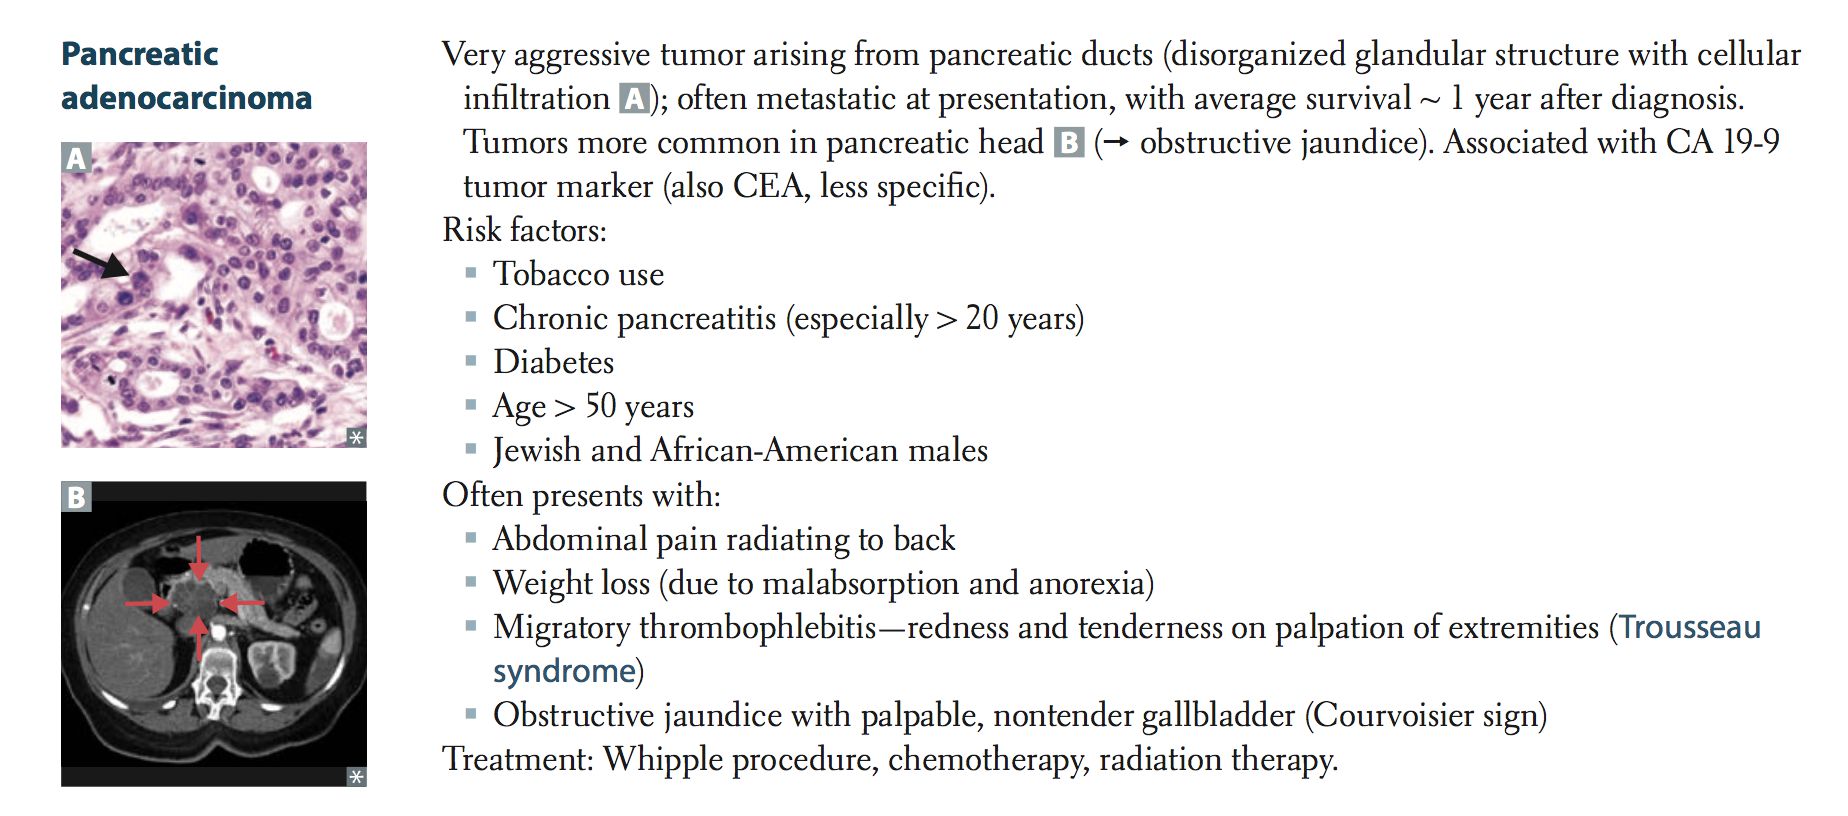 Pancreatic
adenocarcinoma
A
*
B
*
Very aggressive tumor arising from pancreatic ducts (disorganized glandular structure with cellular
infiltration A); often metastatic at presentation, with average survival ~ 1 year after diagnosis.
Tumors more common in pancreatic head B (→ obstructive jaundice). Associated with CA 19-9
tumor marker (also CEA, less specific).
Risk factors:
▪ Tobacco use
▪ Chronic pancreatitis (especially > 20 years)
▪ Diabetes
▪ Age > 50 years
▪ Jewish and African-American males
Often presents with:
▪ Abdominal pain radiating to back
▪ Weight loss (due to malabsorption and anorexia)
▪ Migratory thrombophlebitis—redness and tenderness on palpation of extremities (Trousseau
syndrome)
▪ Obstructive jaundice with palpable, nontender gallbladder (Courvoisier sign)
Treatment: Whipple procedure, chemotherapy, radiation therapy.